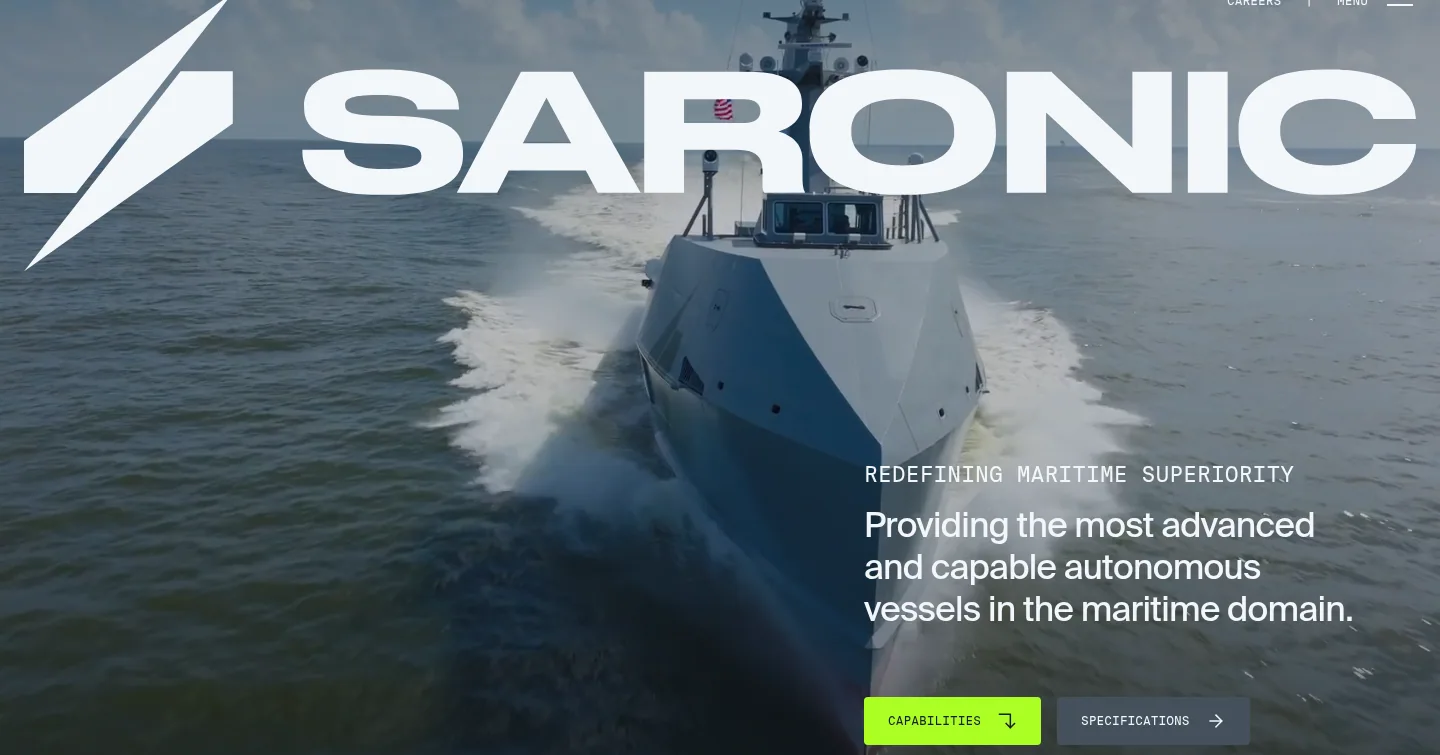 CAREERS | MENU
SARONIC
REDEFINING MARITIME SUPERIORITY
Providing the most advanced
and capable autonomous
vessels in the maritime domain.
CAPABILITIES
SPECIFICATIONS